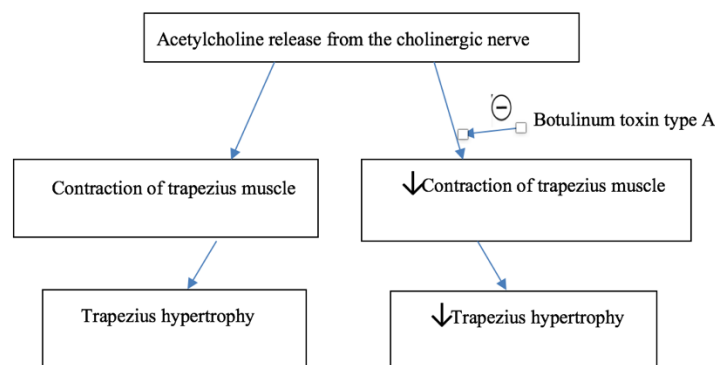 Acetylcholine release from the cholinergic nerve
Botulinum toxin type A
Contraction of trapezius muscle
↓Contraction of trapezius muscle
Trapezius hypertrophy
↓Trapezius hypertrophy